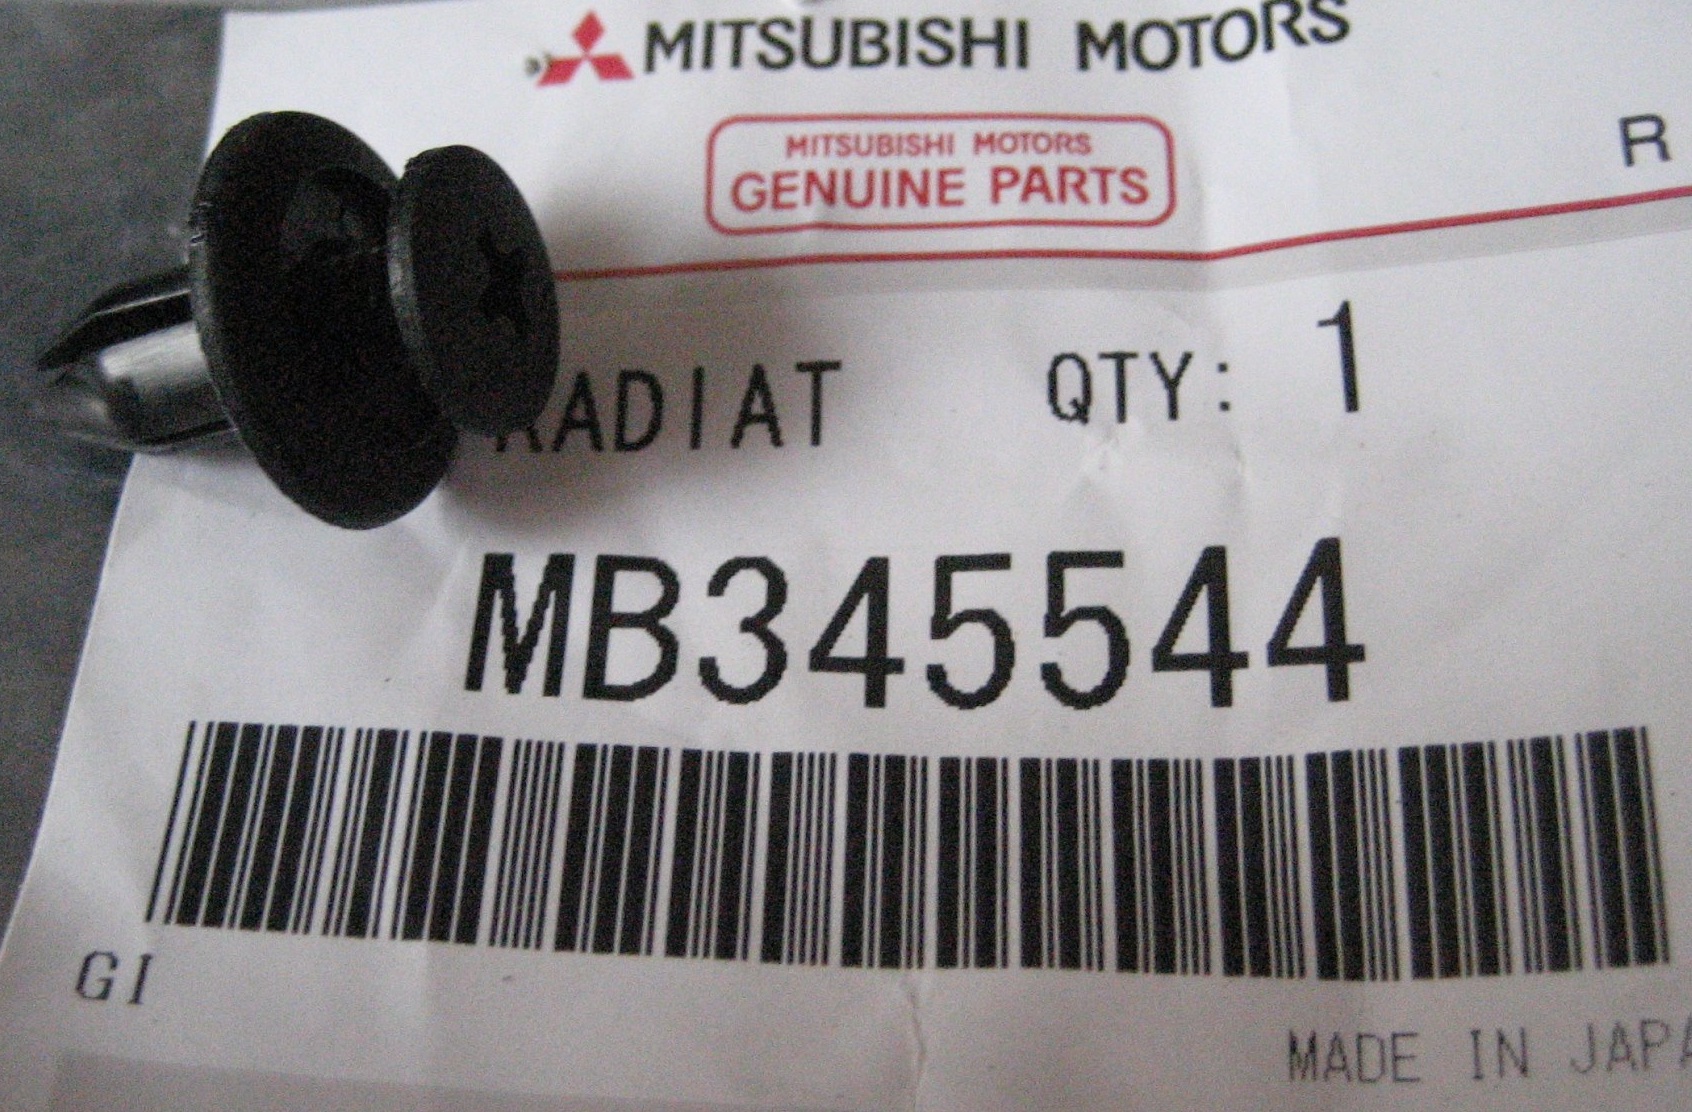 MITSUBISHI MOTORS
MITSUBISHI MOTORS
GENUINE PARTS
R
RADIAT QTY: 1
MB345544
GI
MADE IN JAPA